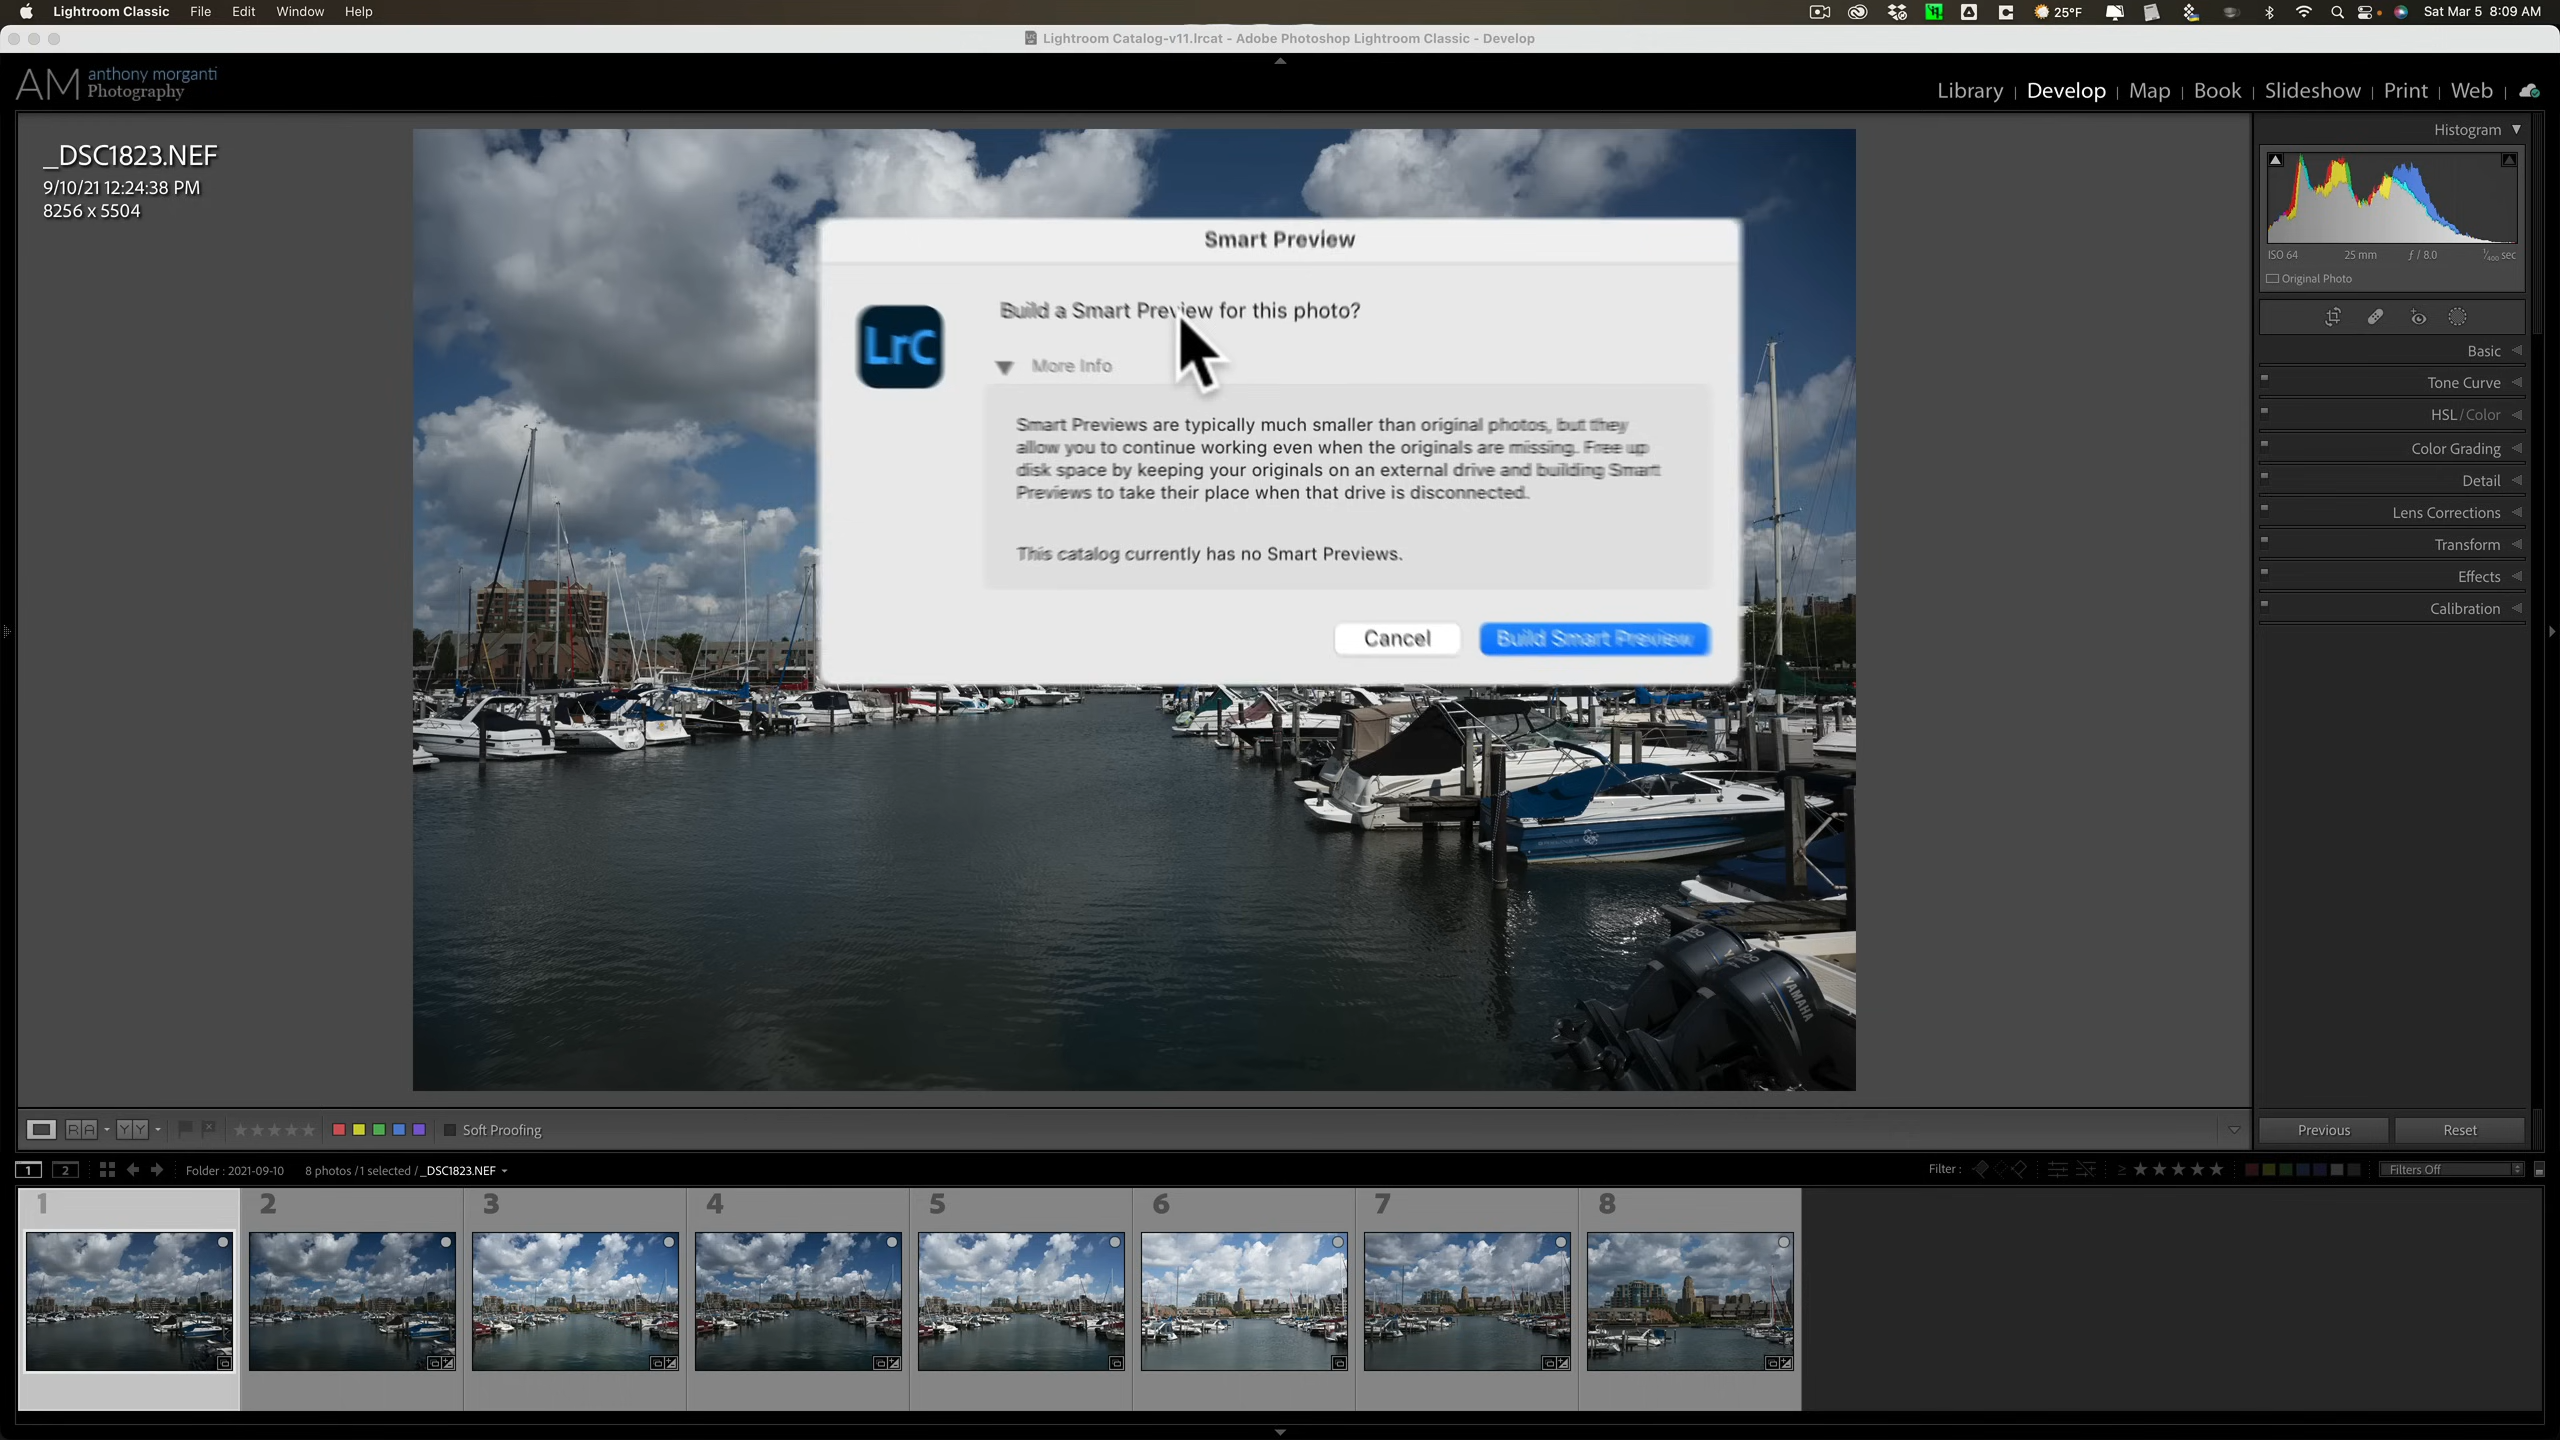 Lightroom Classic File Edit Window Help
25°F Sat Mar 5 8:09 AM
Lightroom Catalog-v11.lrcat - Adobe Photoshop Lightroom Classic - Develop
AM anthony morganti
Photography
Library | Develop | Map | Book | Slideshow | Print | Web
_DSC1823.NEF
9/10/21 12:24:38 PM
8256 x 5504
Smart Preview
Build a Smart Preview for this photo?
LrC
More Info
Smart Previews are typically much smaller than original photos, but they
allow you to continue working even when the originals are missing. Free up
disk space by keeping your originals on an external drive and building Smart
Previews to take their place when that drive is disconnected.
This catalog currently has no Smart Previews.
Cancel Build Smart Preview
YAMAHA
Histogram
ISO 64 25 mm ƒ / 8.0 1/400 sec
Original Photo
Basic
Tone Curve
HSL / Color
Color Grading
Detail
Lens Corrections
Transform
Effects
Calibration
Previous Reset
R A Y Y Soft Proofing
1 2 Folder : 2021-09-10 8 photos / 1 selected / _DSC1823.NEF
Filter : ≥ Filters Off
1 2 3 4 5 6 7 8